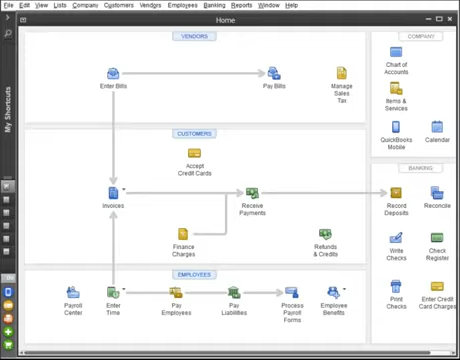 File Edit View Lists Company Customers Vendors Employees Banking Reports Window Help
Home
My Shortcuts
VENDORS
Enter Bills
Pay Bills
Manage
Sales
Tax
CUSTOMERS
Accept
Credit Cards
Invoices
Receive
Payments
Finance
Charges
Refunds
& Credits
EMPLOYEES
Payroll
Center
Enter
Time
Pay
Employees
Pay
Liabilities
Process
Payroll
Forms
Employee
Benefits
COMPANY
Chart of
Accounts
Items &
Services
QuickBooks
Mobile
Calendar
BANKING
Record
Deposits
Reconcile
Write
Checks
Check
Register
Print
Checks
Enter Credit
Card Charges